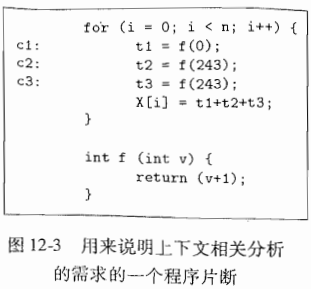 for (i = 0; i < n; i++) {
c1: t1 = f(0);
c2: t2 = f(243);
c3: t3 = f(243);
X[i] = t1+t2+t3;
}
int f (int v) {
return (v+1);
}
图 12-3 用来说明上下文相关分析
的需求的一个程序片断